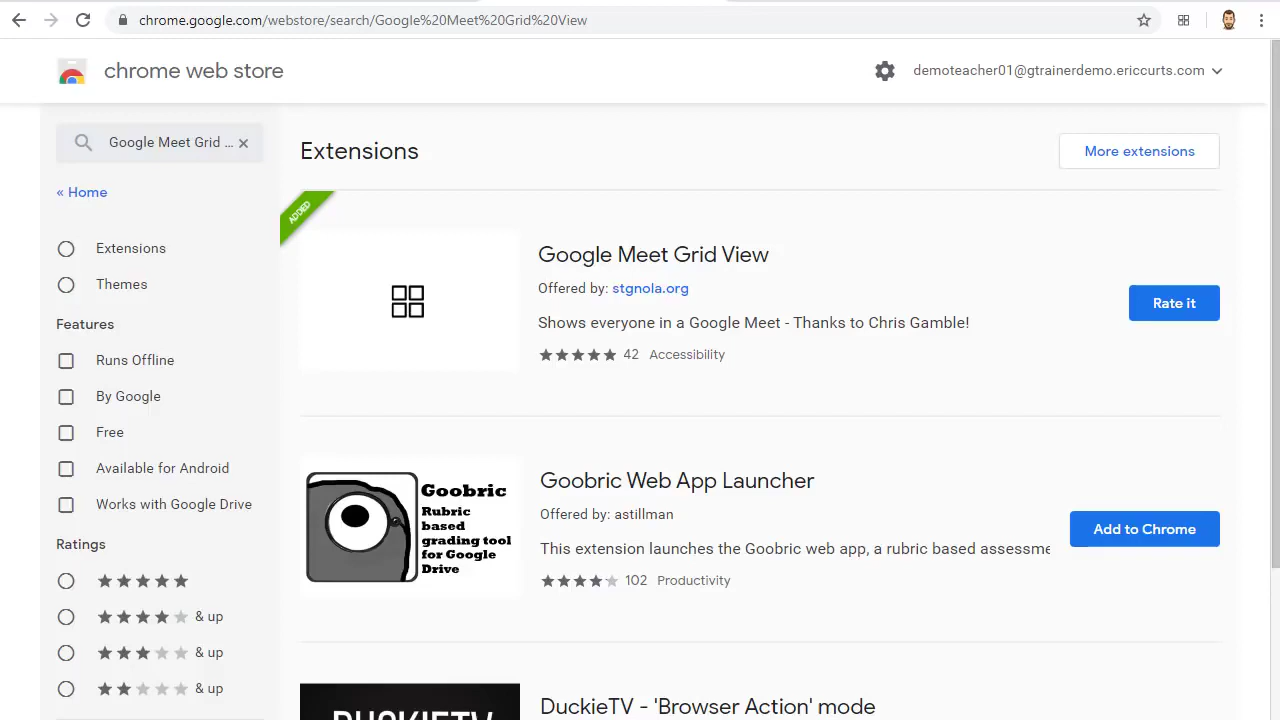 chrome.google.com/webstore/search/Google%20Meet%20Grid%20View
chrome web store
demoteacher01@gtrainerdemo.ericcurts.com
Google Meet Grid ...
« Home
Extensions
Themes
Features
Runs Offline
By Google
Free
Available for Android
Works with Google Drive
Ratings
& up
& up
& up
Extensions
More extensions
ADDED
Google Meet Grid View
Offered by: stgnola.org
Shows everyone in a Google Meet - Thanks to Chris Gamble!
42 Accessibility
Rate it
Goobric
Rubric
based
grading tool
for Google
Drive
Goobric Web App Launcher
Offered by: astillman
This extension launches the Goobric web app, a rubric based assessme
102 Productivity
Add to Chrome
DUCKIETV
DuckieTV - 'Browser Action' mode